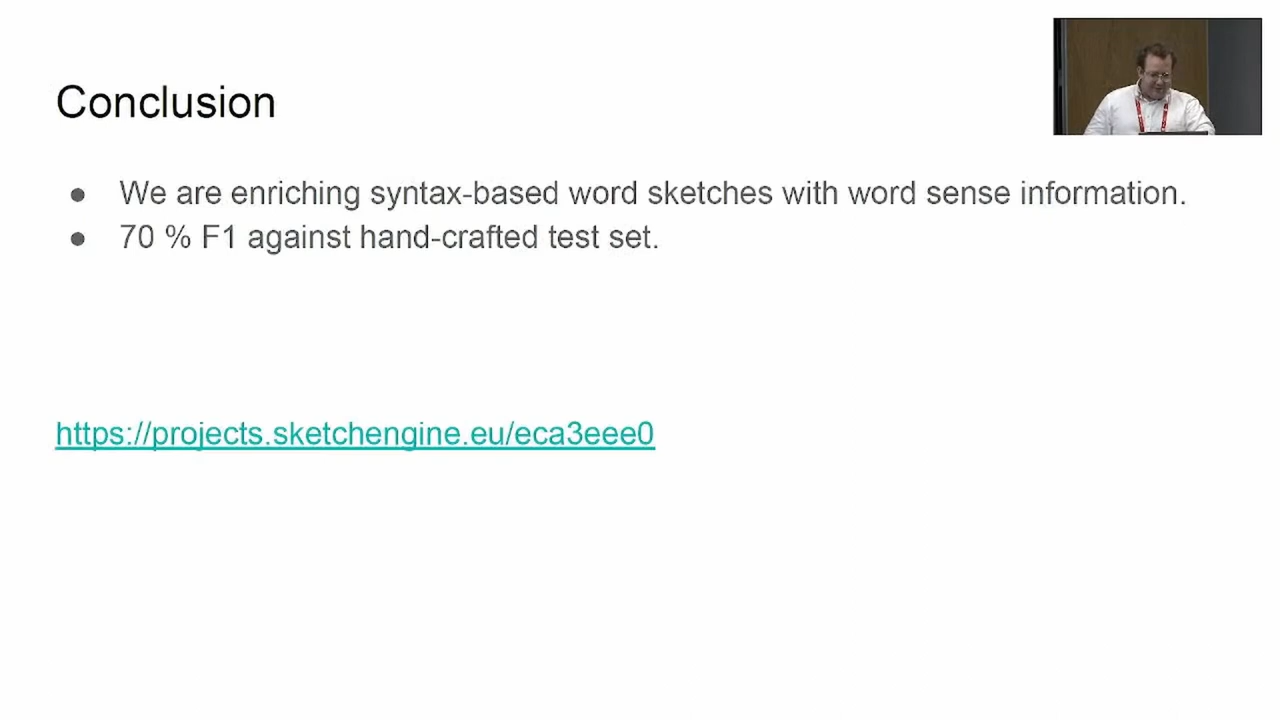 Conclusion
● We are enriching syntax-based word sketches with word sense information.
● 70 % F1 against hand-crafted test set.
https://projects.sketchengine.eu/eca3eee0